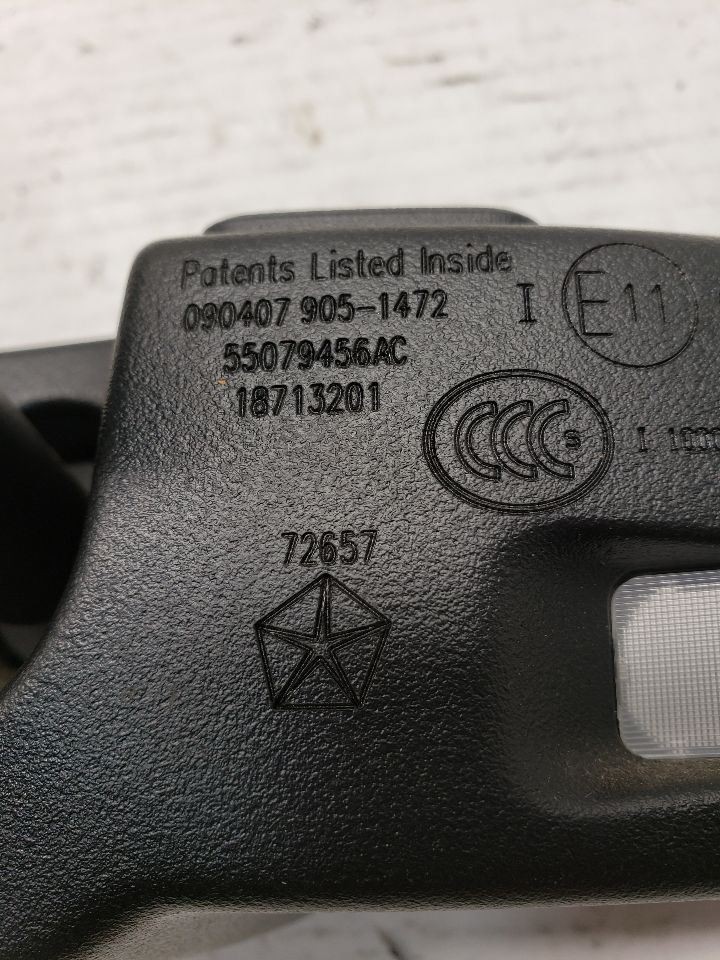 Patents Listed Inside
090407 905-1472
55079456AC
18713201
I E11
CCC S
I
72657